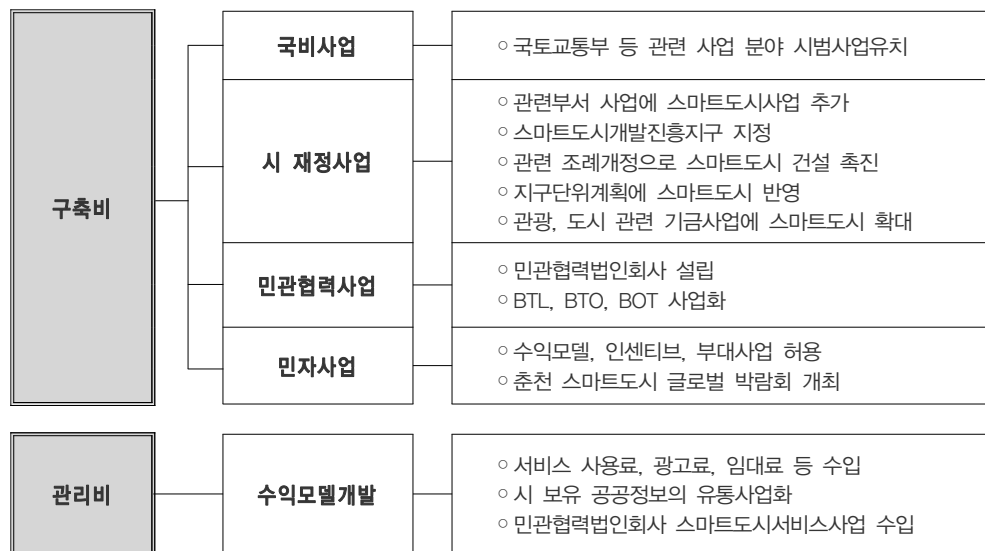 구축비
국비사업
○ 국토교통부 등 관련 사업 분야 시범사업유치
시 재정사업
○ 관련부서 사업에 스마트도시사업 추가
○ 스마트도시개발진흥지구 지정
○ 관련 조례개정으로 스마트도시 건설 촉진
○ 지구단위계획에 스마트도시 반영
○ 관광, 도시 관련 기금사업에 스마트도시 확대
민관협력사업
○ 민관협력법인회사 설립
○ BTL, BTO, BOT 사업화
민자사업
○ 수익모델, 인센티브, 부대사업 허용
○ 춘천 스마트도시 글로벌 박람회 개최
관리비
수익모델개발
○ 서비스 사용료, 광고료, 임대료 등 수입
○ 시 보유 공공정보의 유통사업화
○ 민관협력법인회사 스마트도시서비스사업 수입